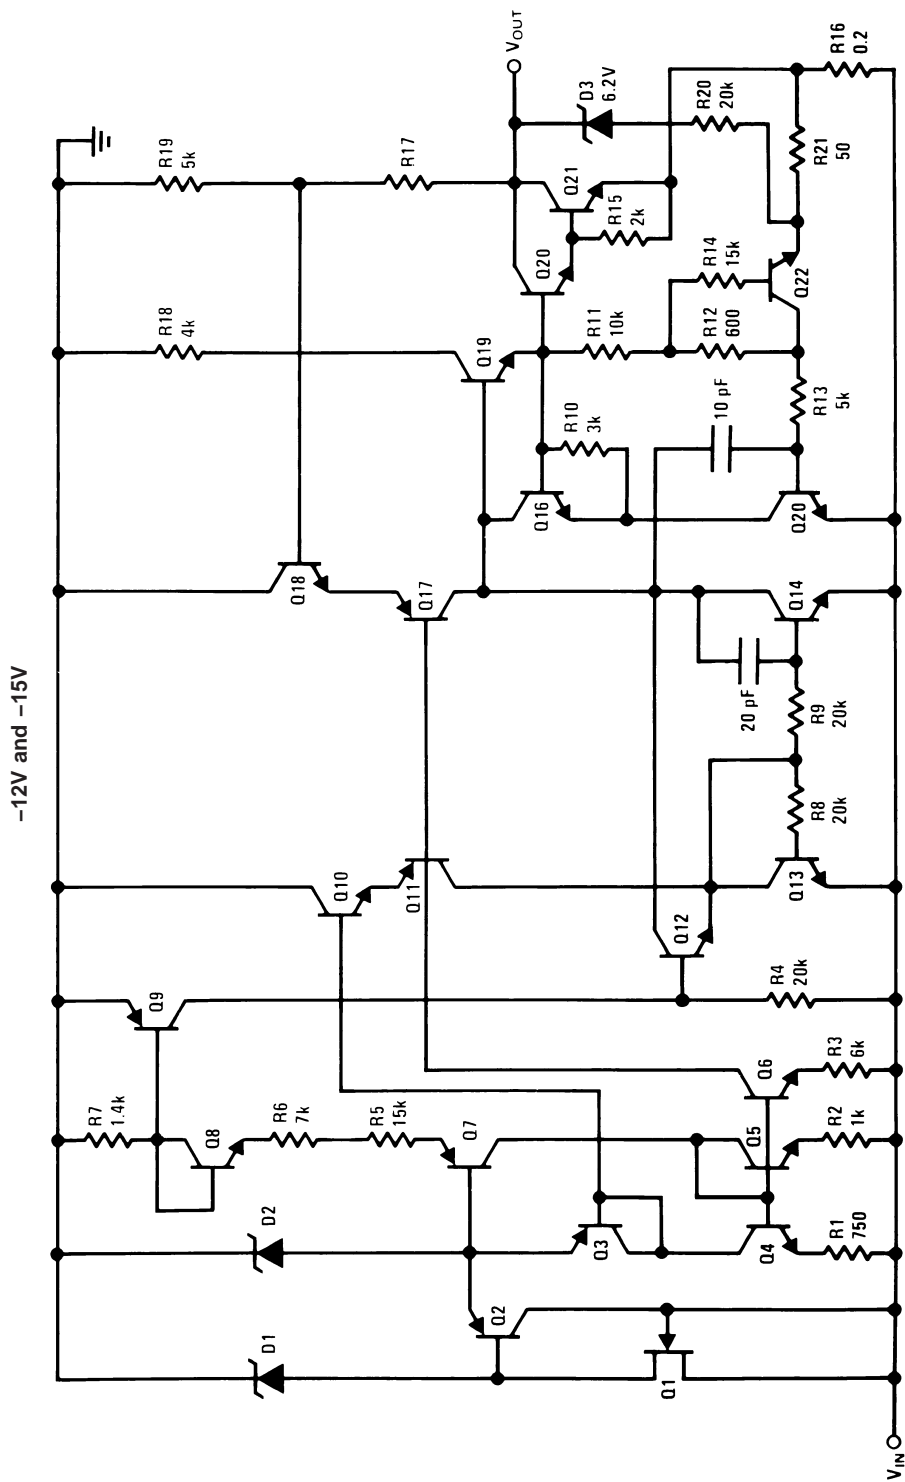 –12V and –15V
D1
Q1
Q2
D2
Q3
Q4
R1
750
R7
1.4k
Q8
R6
7k
R5
15k
Q7
Q5
R2
1k
Q6
R3
6k
Q9
R4
20k
Q10
Q11
Q12
Q13
R8
20k
R9
20k
20 pF
Q14
Q18
Q17
Q16
R10
3k
10 pF
Q20
R13
5k
R18
4k
Q19
R11
10k
R12
600
R14
15k
Q22
R19
5k
R17
Q20
Q21
R15
2k
D3
6.2V
R20
20k
R21
50
R16
0.2
VOUT
VIN